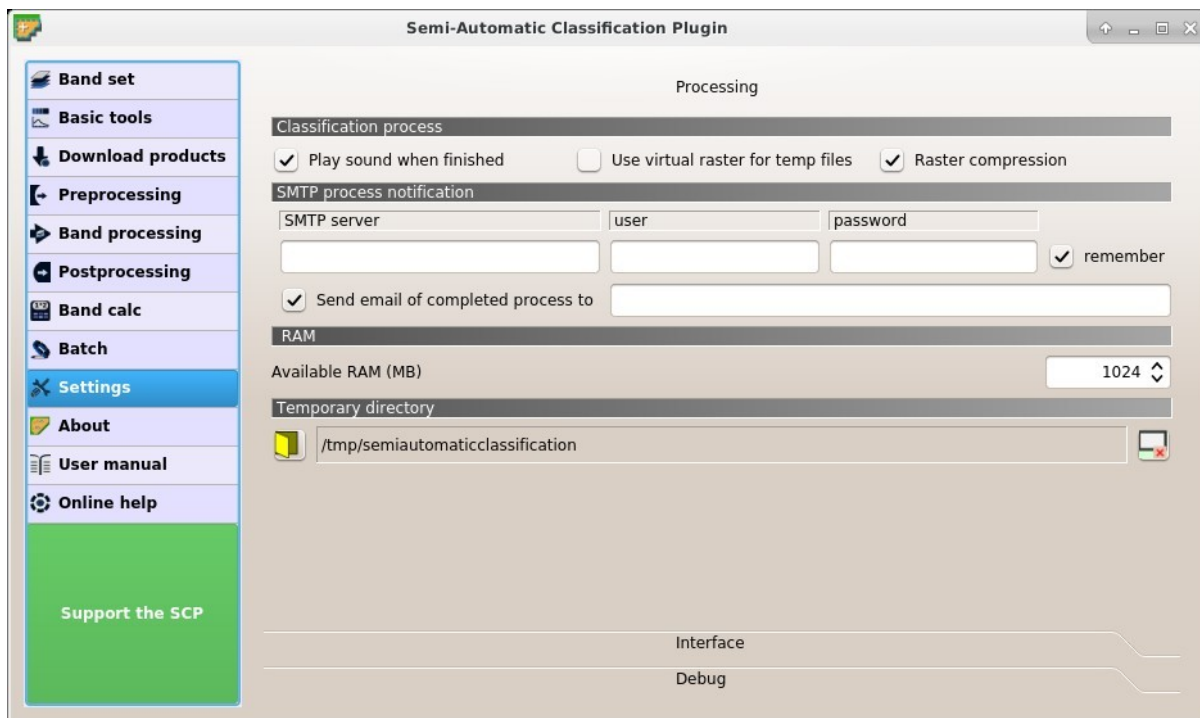 Semi-Automatic Classification Plugin
Band set
Basic tools
Download products
Preprocessing
Band processing
Postprocessing
Band calc
Batch
Settings
About
User manual
Online help
Support the SCP
Processing
Classification process
Play sound when finished Use virtual raster for temp files Raster compression
SMTP process notification
SMTP server user password
remember
Send email of completed process to
RAM
Available RAM (MB) 1024
Temporary directory
/tmp/semiautomaticclassification
Interface
Debug